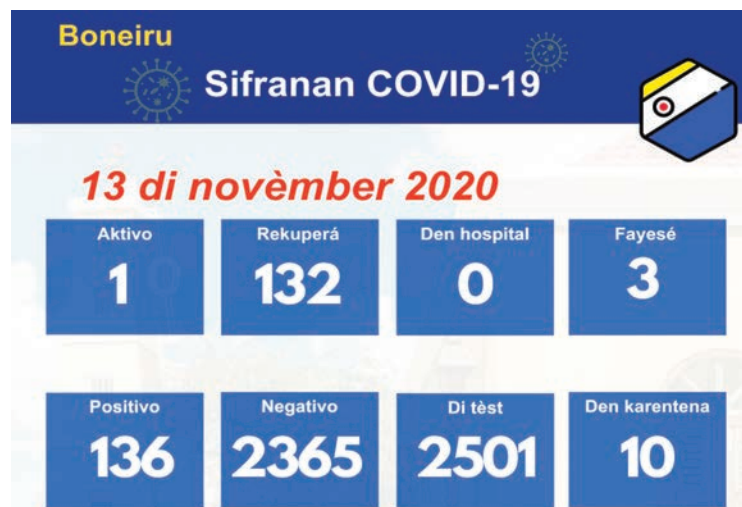 Boneiru
Sifranan COVID-19
13 di novèmber 2020
Aktivo
1
Rekuperá
132
Den hospital
0
Fayesé
3
Positivo
136
Negativo
2365
Di tèst
2501
Den karentena
10